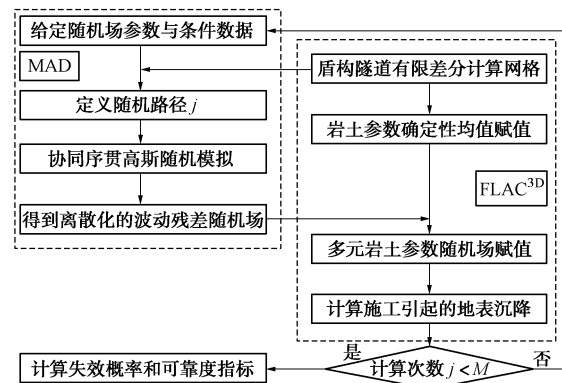 给定随机场参数与条件数据
MAD
盾构隧道有限差分计算网格
定义随机路径j
岩土参数确定性均值赋值
协同序贯高斯随机模拟
FLAC3D
得到离散化的波动残差随机场
多元岩土参数随机场赋值
计算施工引起的地表沉降
是
否
计算次数j<M
计算失效概率和可靠度指标